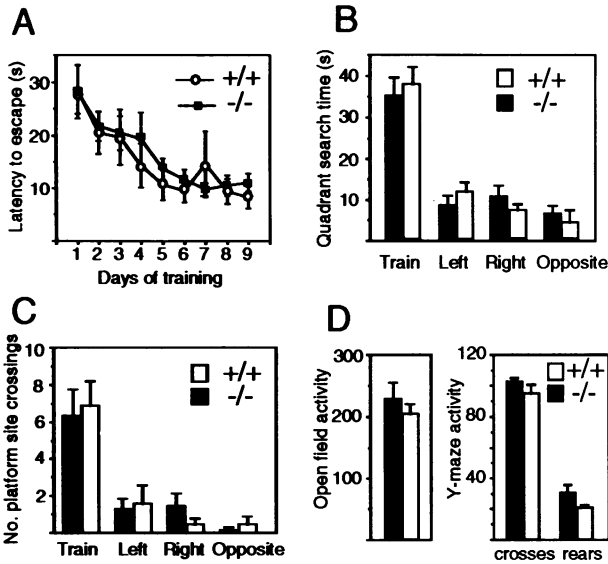 A
Latency to escape (s)
30
20
10
+/+
-/-
1 2 3 4 5 6 7 8 9
Days of training
B
Quadrant search time (s)
40
30
20
10
+/+
-/-
Train Left Right Opposite
C
No. platform site crossings
10
8
6
4
2
+/+
-/-
Train Left Right Opposite
D
Open field activity
300
200
100
Y-maze activity
120
80
40
+/+
-/-
crosses rears